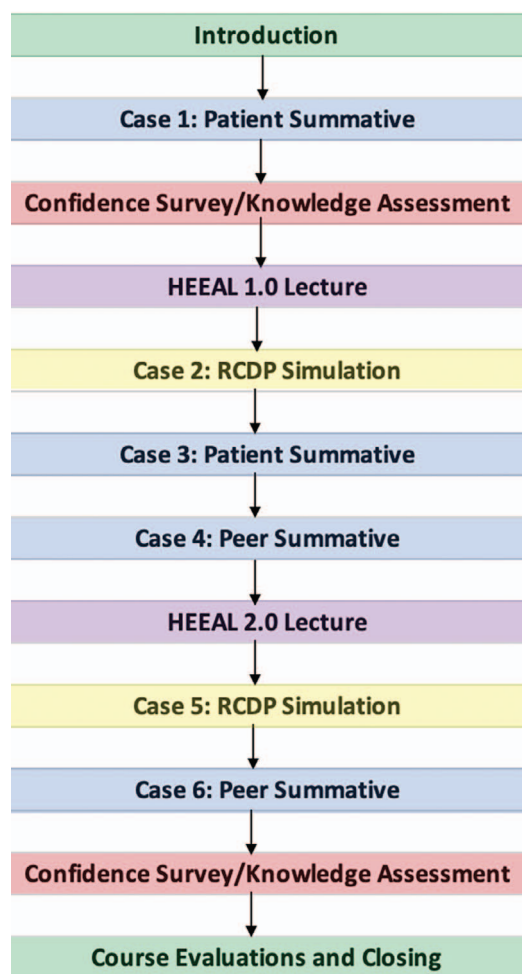 Introduction
Case 1: Patient Summative
Confidence Survey/Knowledge Assessment
HEEAL 1.0 Lecture
Case 2: RCDP Simulation
Case 3: Patient Summative
Case 4: Peer Summative
HEEAL 2.0 Lecture
Case 5: RCDP Simulation
Case 6: Peer Summative
Confidence Survey/Knowledge Assessment
Course Evaluations and Closing